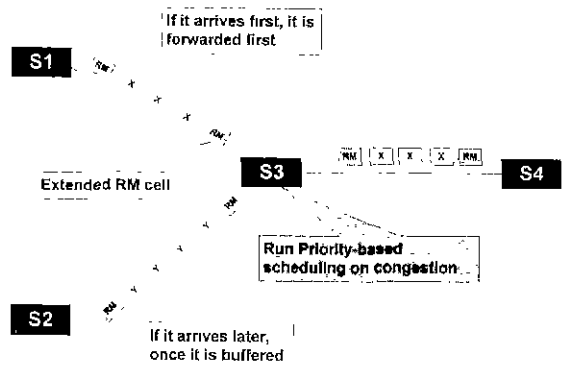 If it arrives first, it is
forwarded first
S1
RM
X
X
X
RM
RM X X X RM
S3
S4
Extended RM cell
RM
Y
Y
Y
Y
RM
Run Priority-based
scheduling on congestion
S2
If it arrives later,
once it is buffered